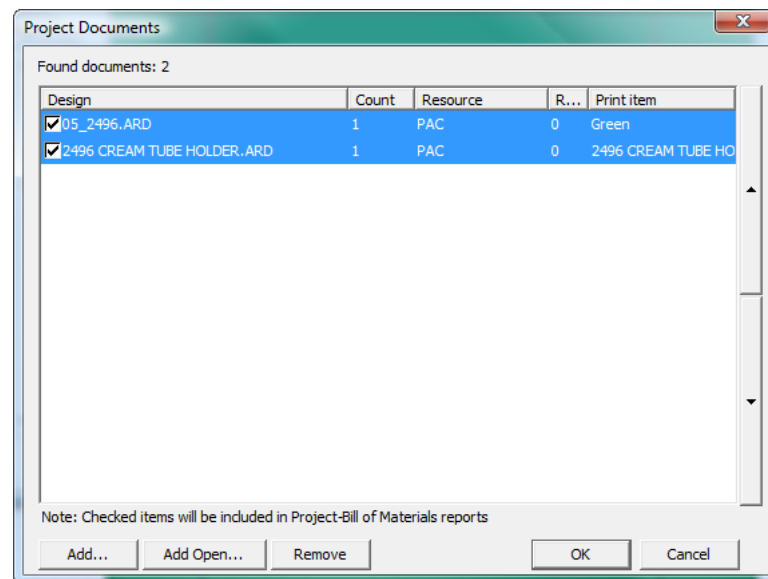 Project Documents
Found documents: 2
Design Count Resource R... Print item
05_2496.ARD 1 PAC 0 Green
2496 CREAM TUBE HOLDER.ARD 1 PAC 0 2496 CREAM TUBE HO
Note: Checked items will be included in Project-Bill of Materials reports
Add... Add Open... Remove OK Cancel